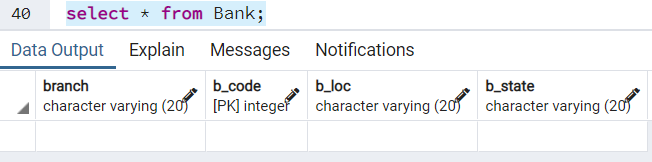 40 select * from Bank;
Data Output Explain Messages Notifications
branch b_code b_loc b_state
character varying (20) [PK] integer character varying (20) character varying (20)